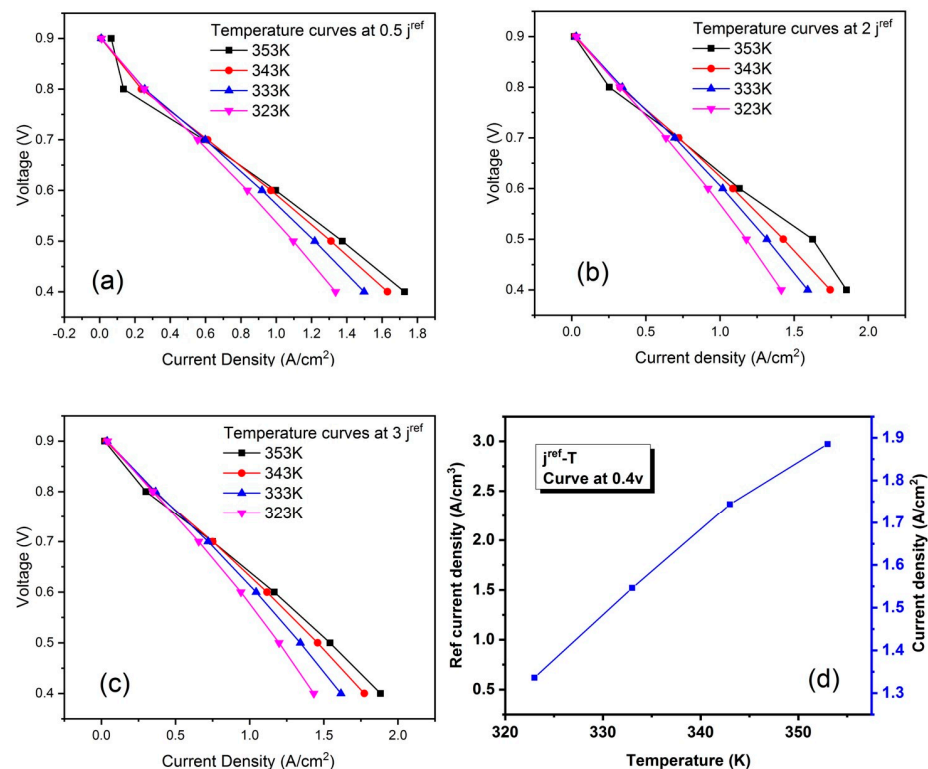 Temperature curves at 0.5 j^ref
353K
343K
333K
323K
0.9
0.8
0.7
0.6
0.5
0.4
Voltage (V)
(a)
-0.2 0.0 0.2 0.4 0.6 0.8 1.0 1.2 1.4 1.6 1.8
Current Density (A/cm²)
Temperature curves at 2 j^ref
353K
343K
333K
323K
0.9
0.8
0.7
0.6
0.5
0.4
Voltage (V)
(b)
0.0 0.5 1.0 1.5 2.0
Current density (A/cm²)
Temperature curves at 3 j^ref
353K
343K
333K
323K
0.9
0.8
0.7
0.6
0.5
0.4
Voltage (V)
(c)
0.0 0.5 1.0 1.5 2.0
Current Density (A/cm²)
j^ref-T
Curve at 0.4v
3.0
2.5
2.0
1.5
1.0
0.5
Ref current density (A/cm³)
1.9
1.8
1.7
1.6
1.5
1.4
1.3
Current density (A/cm²)
(d)
320 330 340 350
Temperature (K)